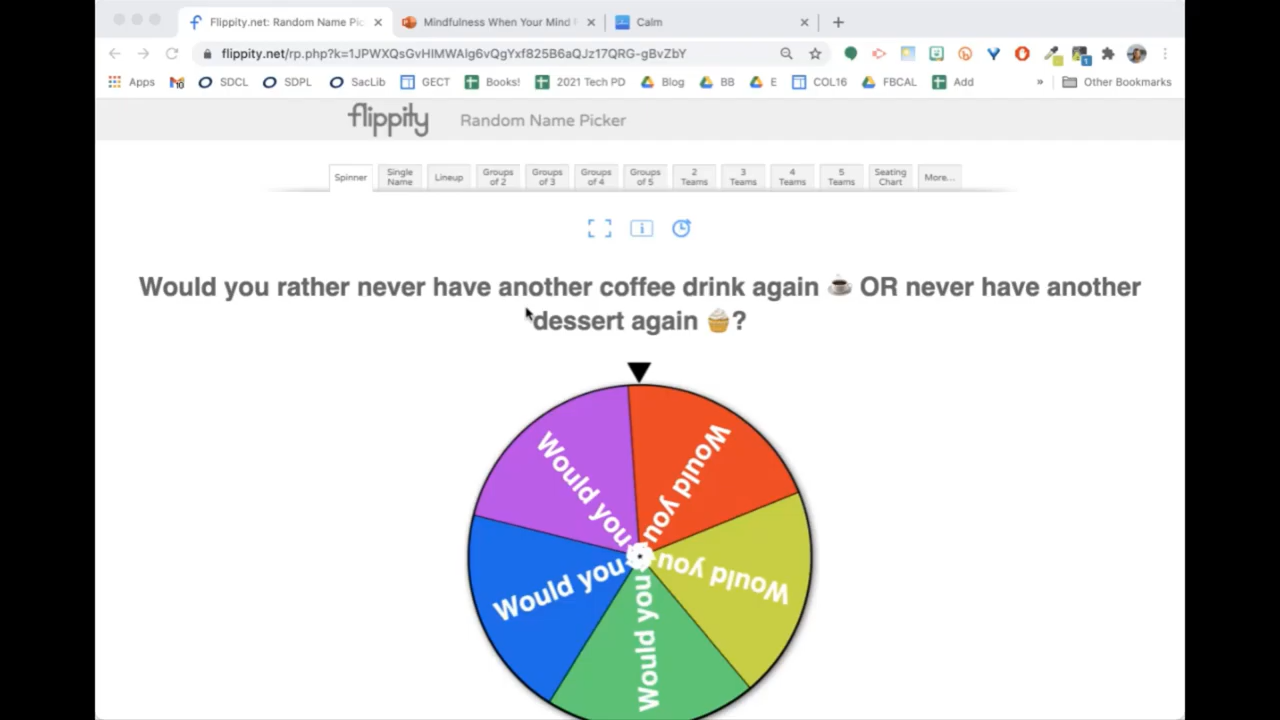 Flippity.net: Random Name Pic
Mindfulness When Your Mind
Calm
flippity.net/rp.php?k=1JPWXQsGvHIMWAlg6vQgYxf825B6aQJz17QRG-gBvZbY
Apps SDCL SDPL SacLib GECT Books! 2021 Tech PD Blog BB E COL16 FBCAL Add » Other Bookmarks
flippity Random Name Picker
Spinner
Single Name
Lineup
Groups of 2
Groups of 3
Groups of 4
Groups of 5
2 Teams
3 Teams
4 Teams
5 Teams
Seating Chart
More...
Would you rather never have another coffee drink again ☕ OR never have another
dessert again 🧁?
Would you
Would you
Would you
Would you
Would you